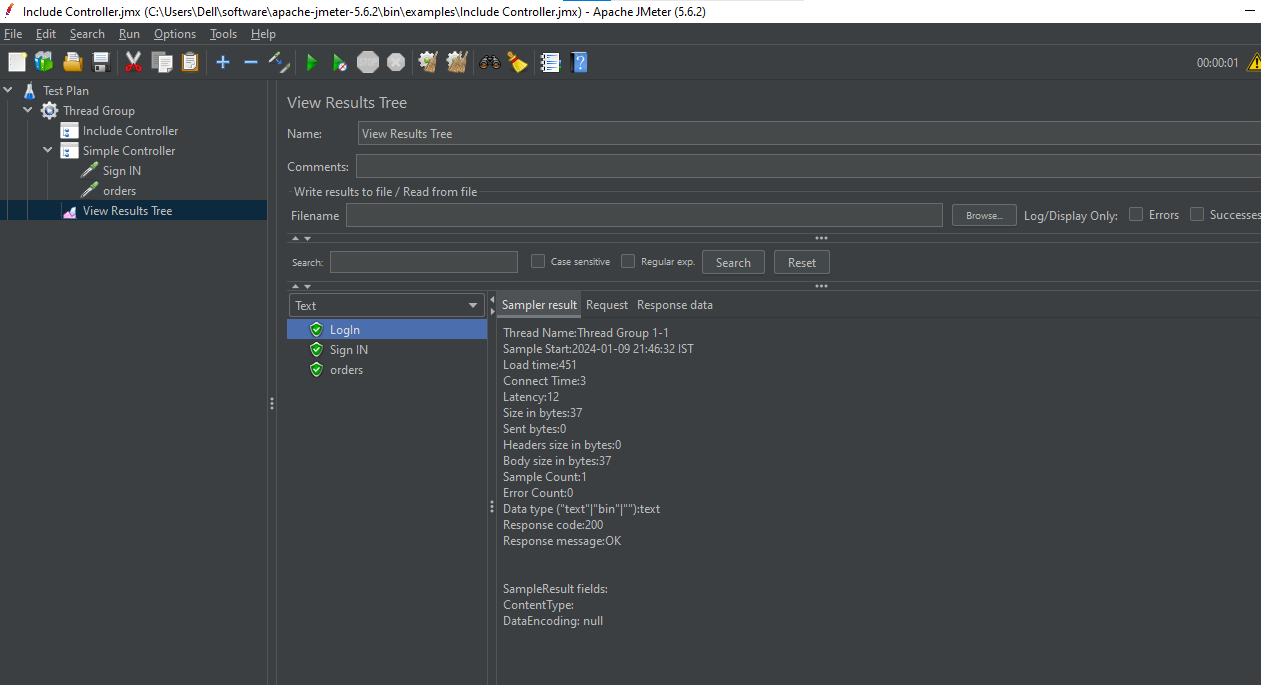 Include Controller.jmx (C:\Users\Dell\software\apache-jmeter-5.6.2\bin\examples\Include Controller.jmx) - Apache JMeter (5.6.2)
File Edit Search Run Options Tools Help
STOP
00:00:01
Test Plan
Thread Group
Include Controller
Simple Controller
Sign IN
orders
View Results Tree
View Results Tree
Name: View Results Tree
Comments:
Write results to file / Read from file
Filename Browse... Log/Display Only: Errors Successes
Search: Case sensitive Regular exp. Search Reset
Text
LogIn
Sign IN
orders
Sampler result Request Response data
Thread Name:Thread Group 1-1
Sample Start:2024-01-09 21:46:32 IST
Load time:451
Connect Time:3
Latency:12
Size in bytes:37
Sent bytes:0
Headers size in bytes:0
Body size in bytes:37
Sample Count:1
Error Count:0
Data type ("text"|"bin"|""):text
Response code:200
Response message:OK
SampleResult fields:
ContentType:
DataEncoding: null